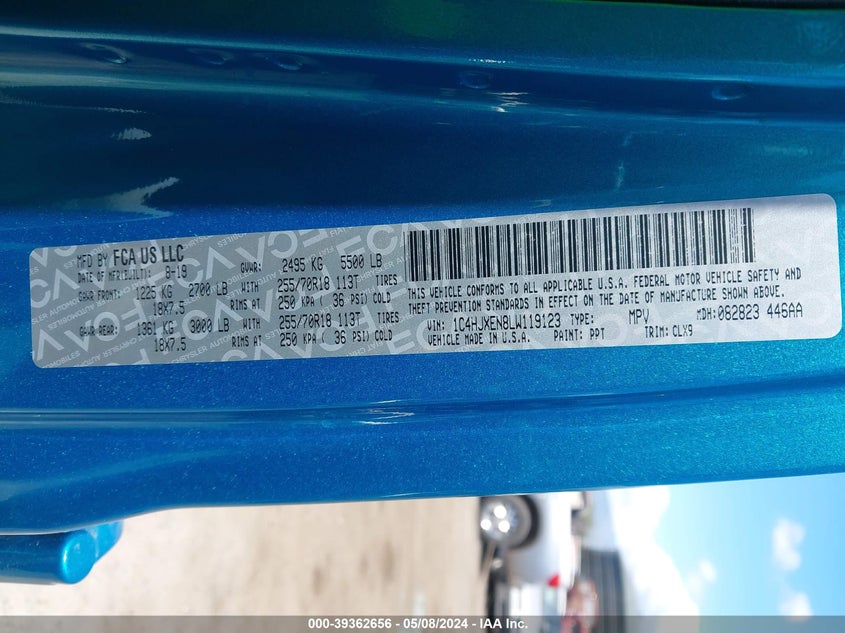 MFD BY FCA US LLC
DATE OF MFR(BUILT): 8-19
GVWR: 2495 KG 5500 LB
GAWR FRONT: 1225 KG 2700 LB WITH 255/70R18 113T TIRES
18X7.5 RIMS AT 250 KPA ( 36 PSI) COLD
GAWR REAR: 1361 KG 3000 LB WITH 255/70R18 113T TIRES
18X7.5 RIMS AT 250 KPA ( 36 PSI) COLD
THIS VEHICLE CONFORMS TO ALL APPLICABLE U.S.A. FEDERAL MOTOR VEHICLE SAFETY AND
THEFT PREVENTION STANDARDS IN EFFECT ON THE DATE OF MANUFACTURE SHOWN ABOVE.
VIN: 1C4HJXEN8LW119123 TYPE: MPV MDH: 082823 446AA
VEHICLE MADE IN U.S.A. PAINT: PPT TRIM: CLX9
000-39362656 - 05/08/2024 - IAA Inc.